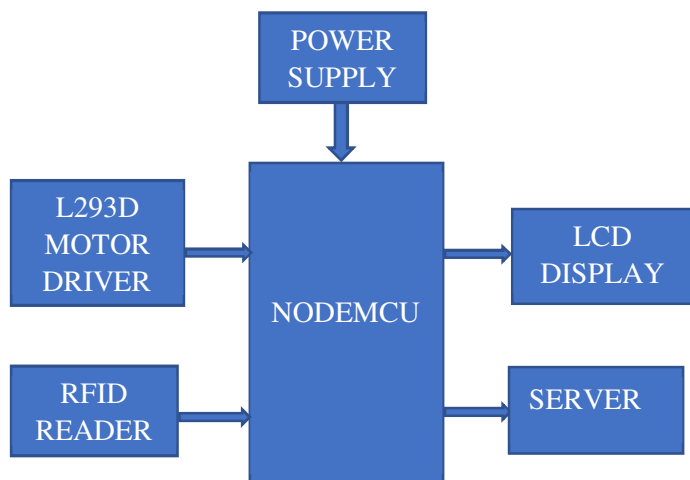 POWER
SUPPLY
L293D
MOTOR
DRIVER
LCD
DISPLAY
NODEMCU
RFID
READER
SERVER